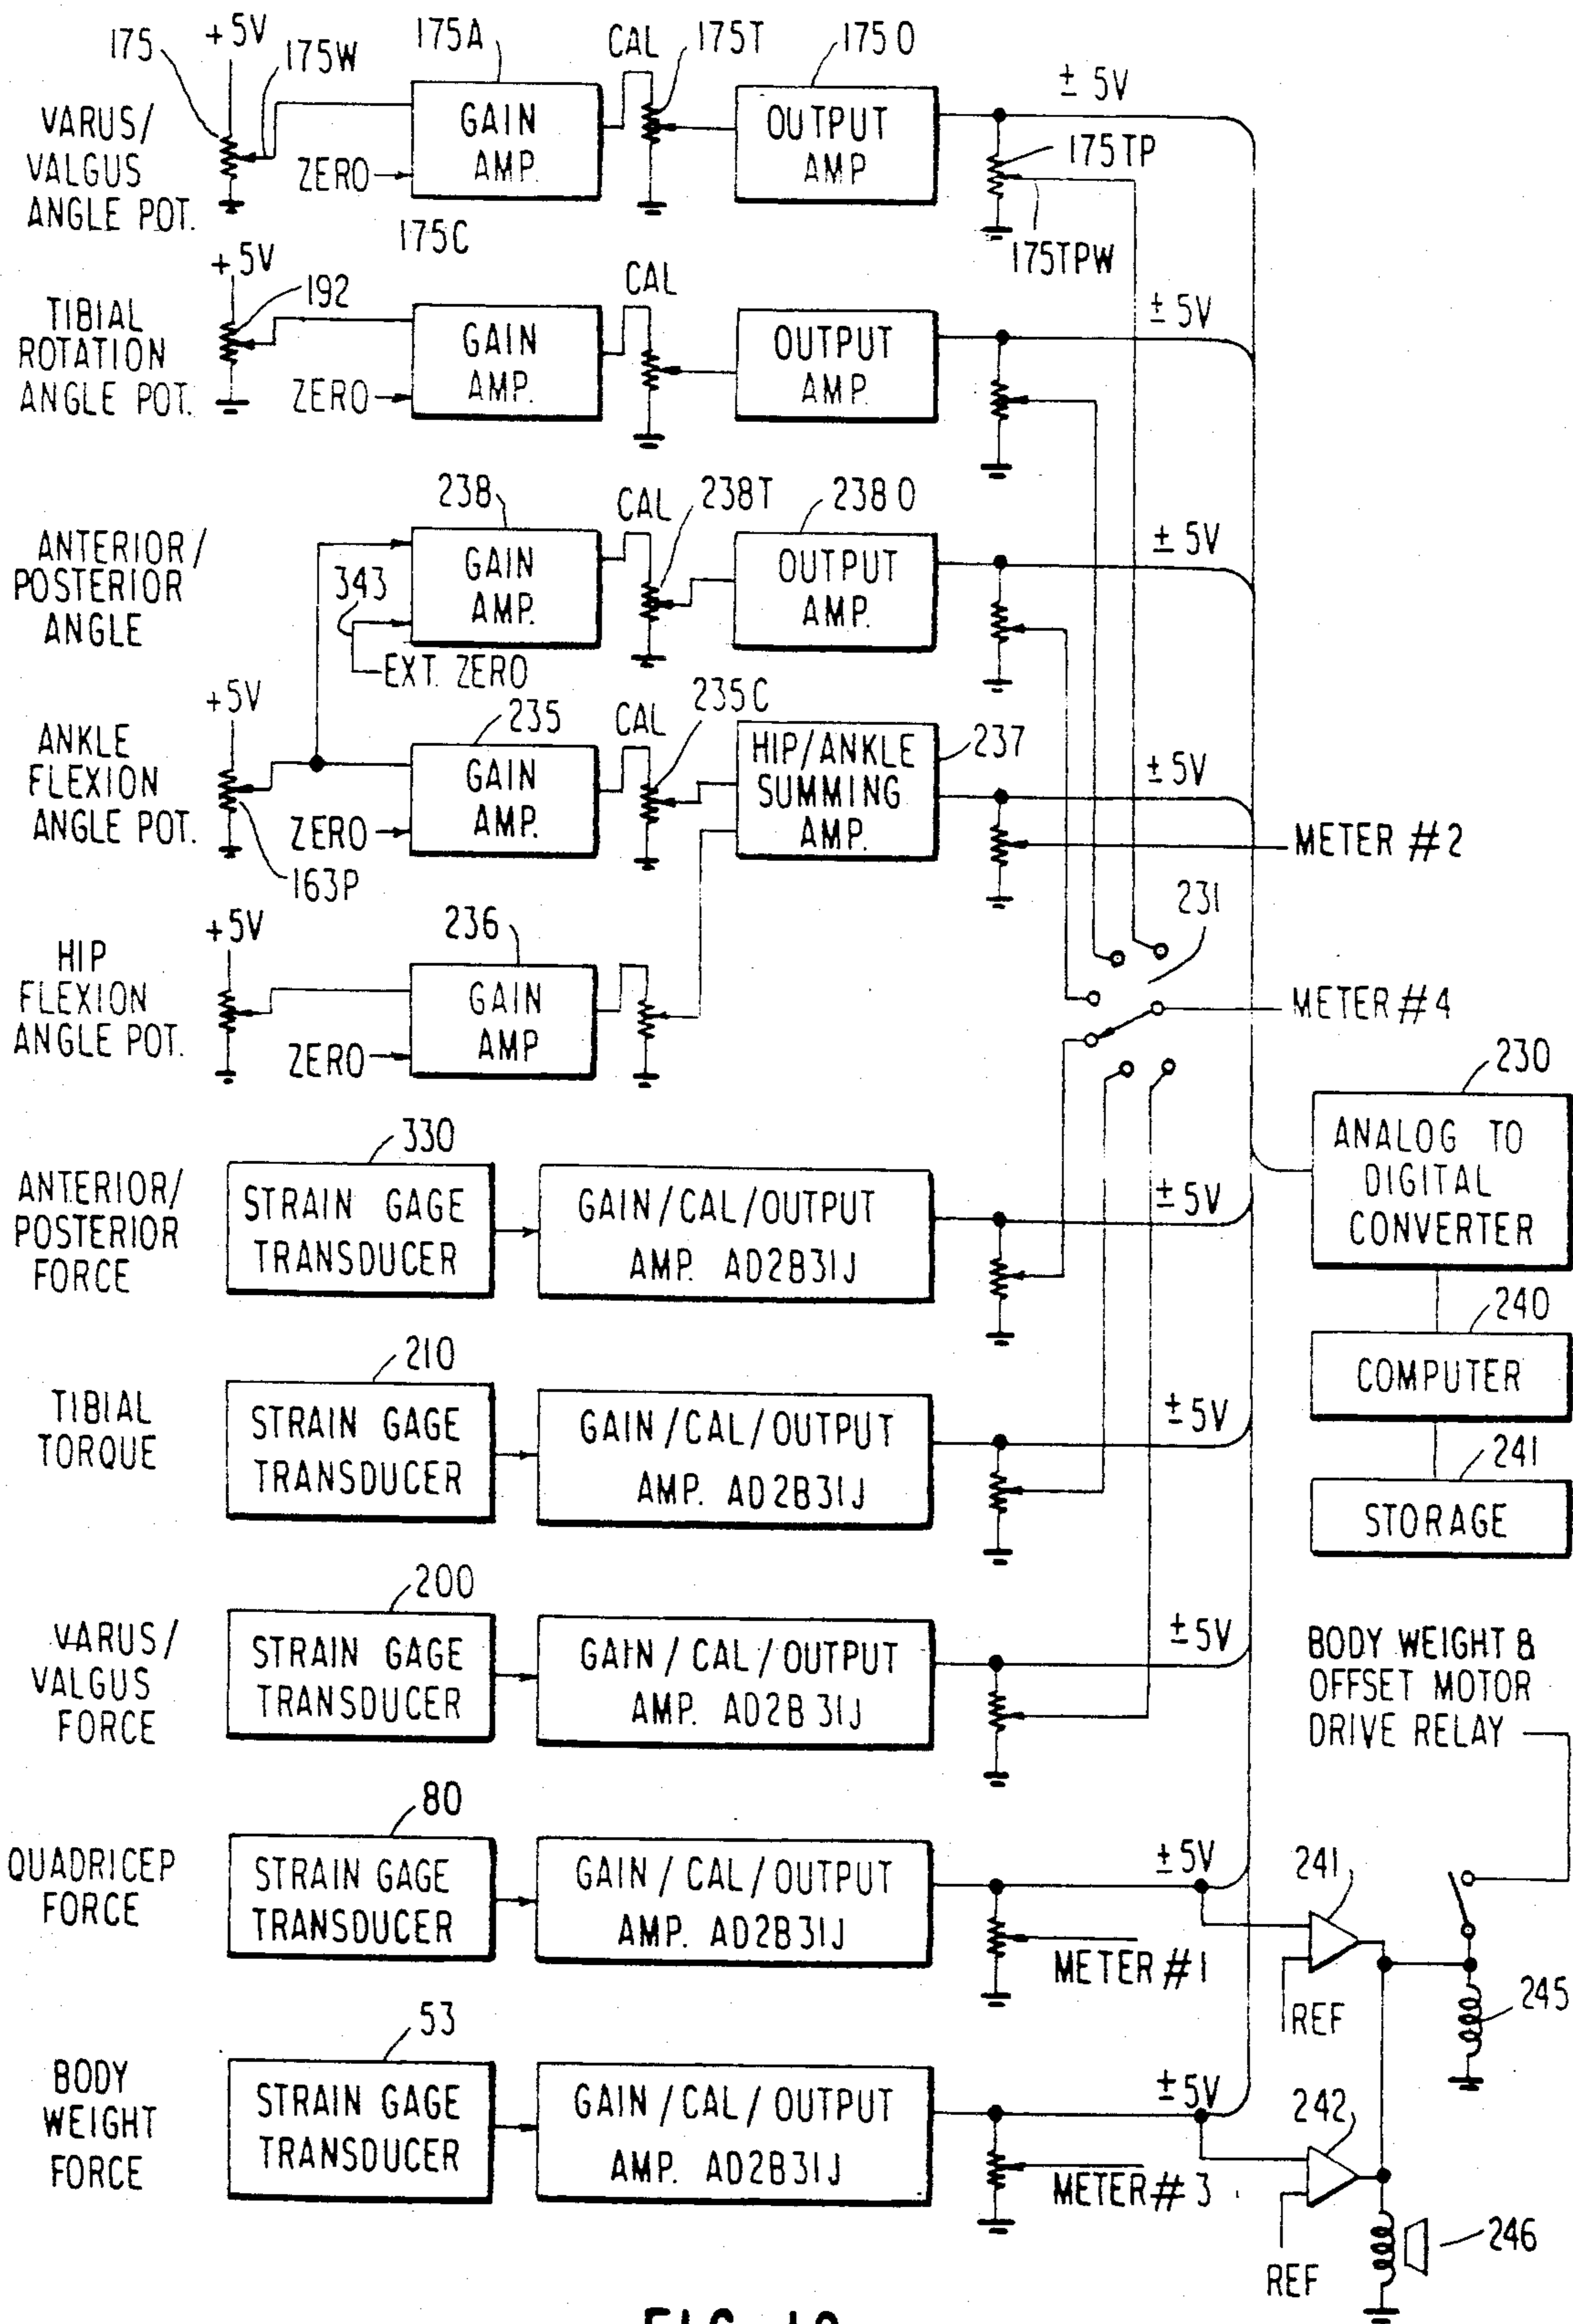 175
+5V
175W
175A
CAL
175T
175O
± 5V
VARUS/
VALGUS
ANGLE POT.
ZERO
GAIN
AMP.
OUTPUT
AMP
175TP
175TPW
175C
+5V
192
CAL
± 5V
TIBIAL
ROTATION
ANGLE POT.
ZERO
GAIN
AMP.
OUTPUT
AMP.
238
CAL
238T
238O
± 5V
ANTERIOR/
POSTERIOR
ANGLE
343
EXT. ZERO
GAIN
AMP.
OUTPUT
AMP.
+5V
235
CAL
235C
237
± 5V
ANKLE
FLEXION
ANGLE POT.
ZERO
163P
GAIN
AMP.
HIP/ANKLE
SUMMING
AMP.
METER #2
231
+5V
236
HIP
FLEXION
ANGLE POT.
ZERO
GAIN
AMP
METER #4
230
ANALOG TO
DIGITAL
CONVERTER
330
ANTERIOR/
POSTERIOR
FORCE
STRAIN GAGE
TRANSDUCER
GAIN/CAL/OUTPUT
AMP. AD2B31J
± 5V
240
COMPUTER
210
TIBIAL
TORQUE
STRAIN GAGE
TRANSDUCER
GAIN/CAL/OUTPUT
AMP. AD2B31J
± 5V
241
STORAGE
200
VARUS/
VALGUS
FORCE
STRAIN GAGE
TRANSDUCER
GAIN/CAL/OUTPUT
AMP. AD2B31J
± 5V
BODY WEIGHT &
OFFSET MOTOR
DRIVE RELAY
80
QUADRICEP
FORCE
STRAIN GAGE
TRANSDUCER
GAIN/CAL/OUTPUT
AMP. AD2B31J
± 5V
METER #1
241
REF
245
53
BODY
WEIGHT
FORCE
STRAIN GAGE
TRANSDUCER
GAIN/CAL/OUTPUT
AMP. AD2B31J
± 5V
METER # 3
242
REF
246